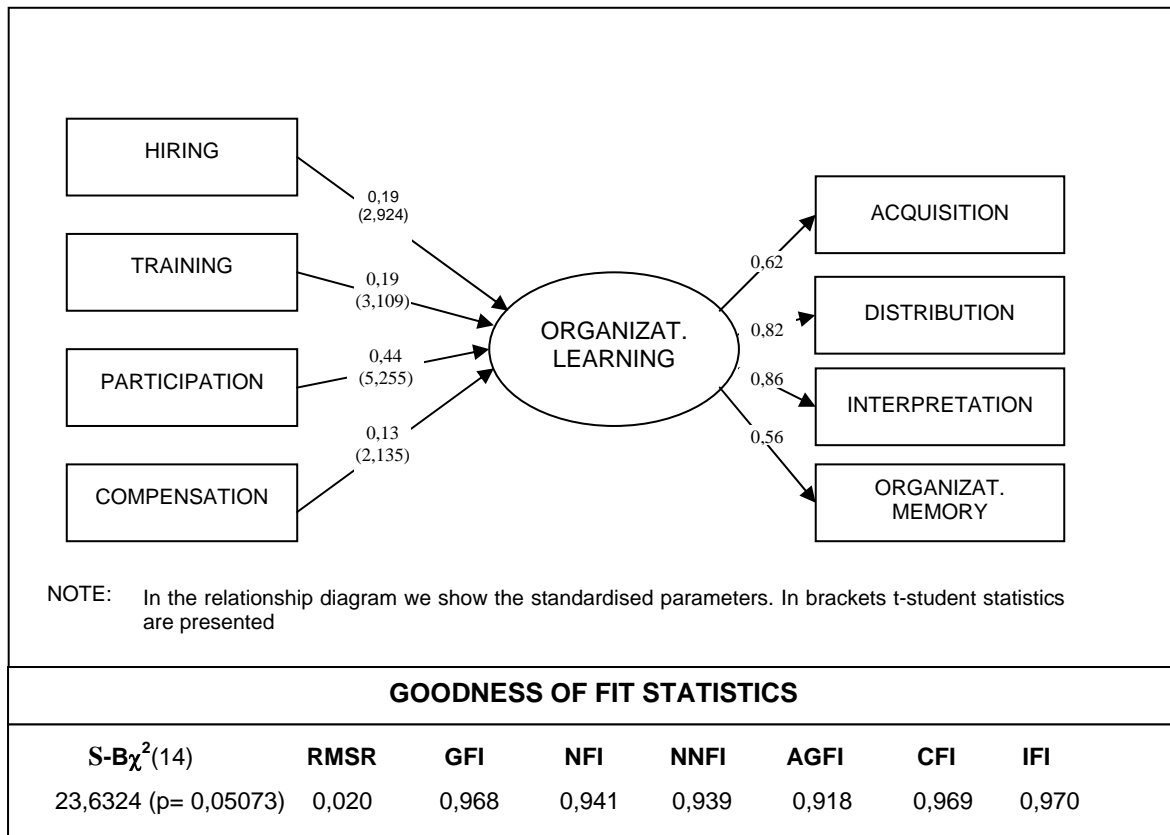 HIRING
0,19
(2,924)
TRAINING
0,19
(3,109)
PARTICIPATION
0,44
(5,255)
COMPENSATION
0,13
(2,135)
ORGANIZAT.
LEARNING
ACQUISITION
0,62
DISTRIBUTION
0,82
INTERPRETATION
0,86
ORGANIZAT.
MEMORY
0,56
NOTE: In the relationship diagram we show the standardised parameters. In brackets t-student statistics
are presented
GOODNESS OF FIT STATISTICS
S-Bχ²(14) RMSR GFI NFI NNFI AGFI CFI IFI
23,6324 (p= 0,05073) 0,020 0,968 0,941 0,939 0,918 0,969 0,970